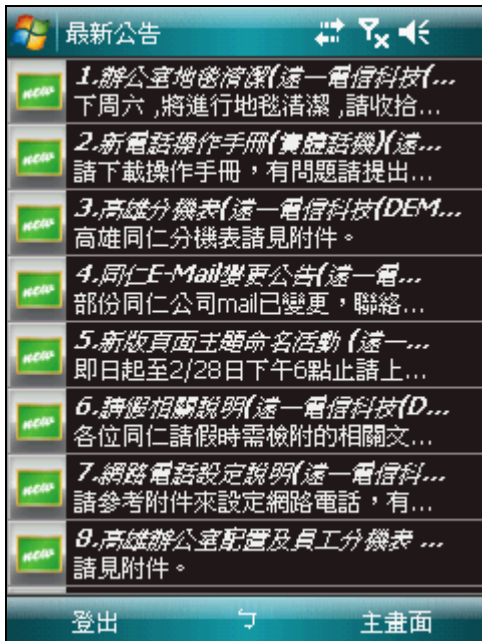 最新公告
new
1.辦公室地毯清潔(遠一電信科技(...
下周六 ,將進行地毯清潔 ,請收拾...
new
2.新電話操作手冊(實體話機)(遠...
請下載操作手冊，有問題請提出...
new
3.高雄分機表(遠一電信科技(DEM...
高雄同仁分機表請見附件。
new
4.同仁E-Mail變更公告(遠一電...
部份同仁公司mail已變更，聯絡...
new
5.新版頁面主題命名活動 (遠一...
即日起至2/28日下午6點止請上...
new
6.請假相關說明(遠一電信科技(D...
各位同仁請假時需檢附的相關文...
new
7.網路電話設定說明(遠一電信科...
請參考附件來設定網路電話，有...
new
8.高雄辦公室配置及員工分機表 ...
請見附件。
登出
主畫面